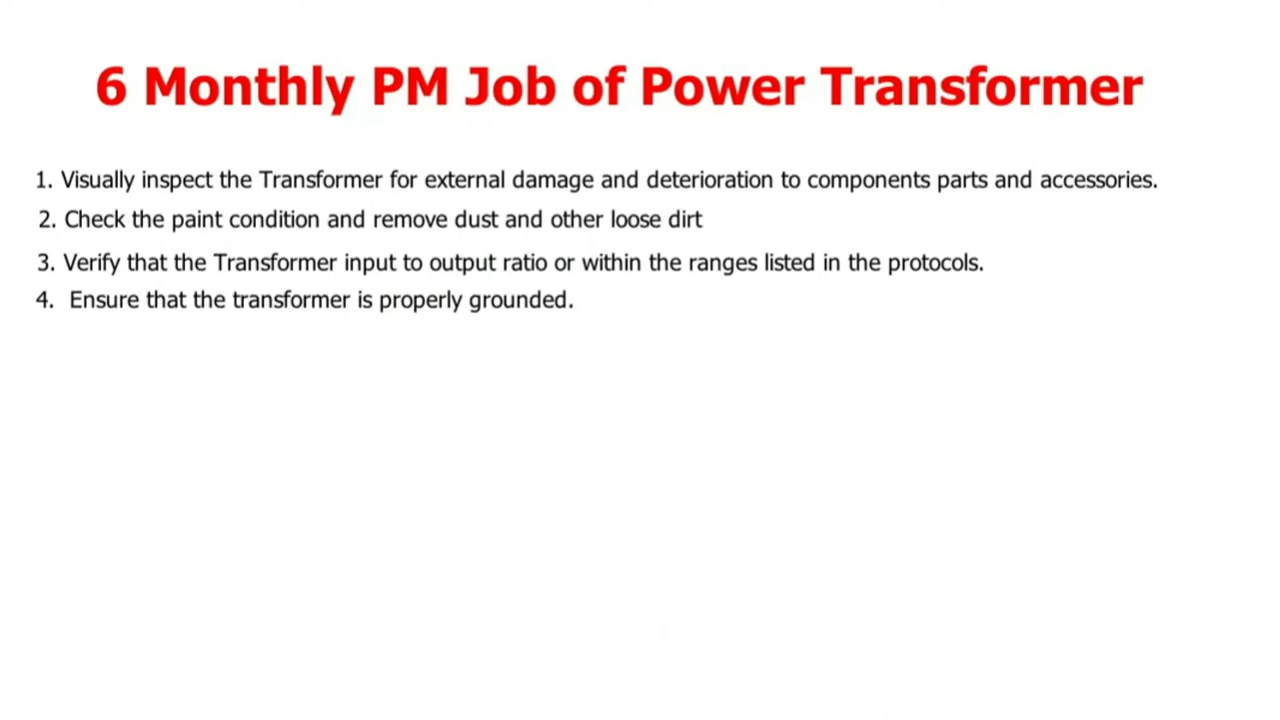 6 Monthly PM Job of Power Transformer
1. Visually inspect the Transformer for external damage and deterioration to components parts and accessories.
2. Check the paint condition and remove dust and other loose dirt
3. Verify that the Transformer input to output ratio or within the ranges listed in the protocols.
4. Ensure that the transformer is properly grounded.